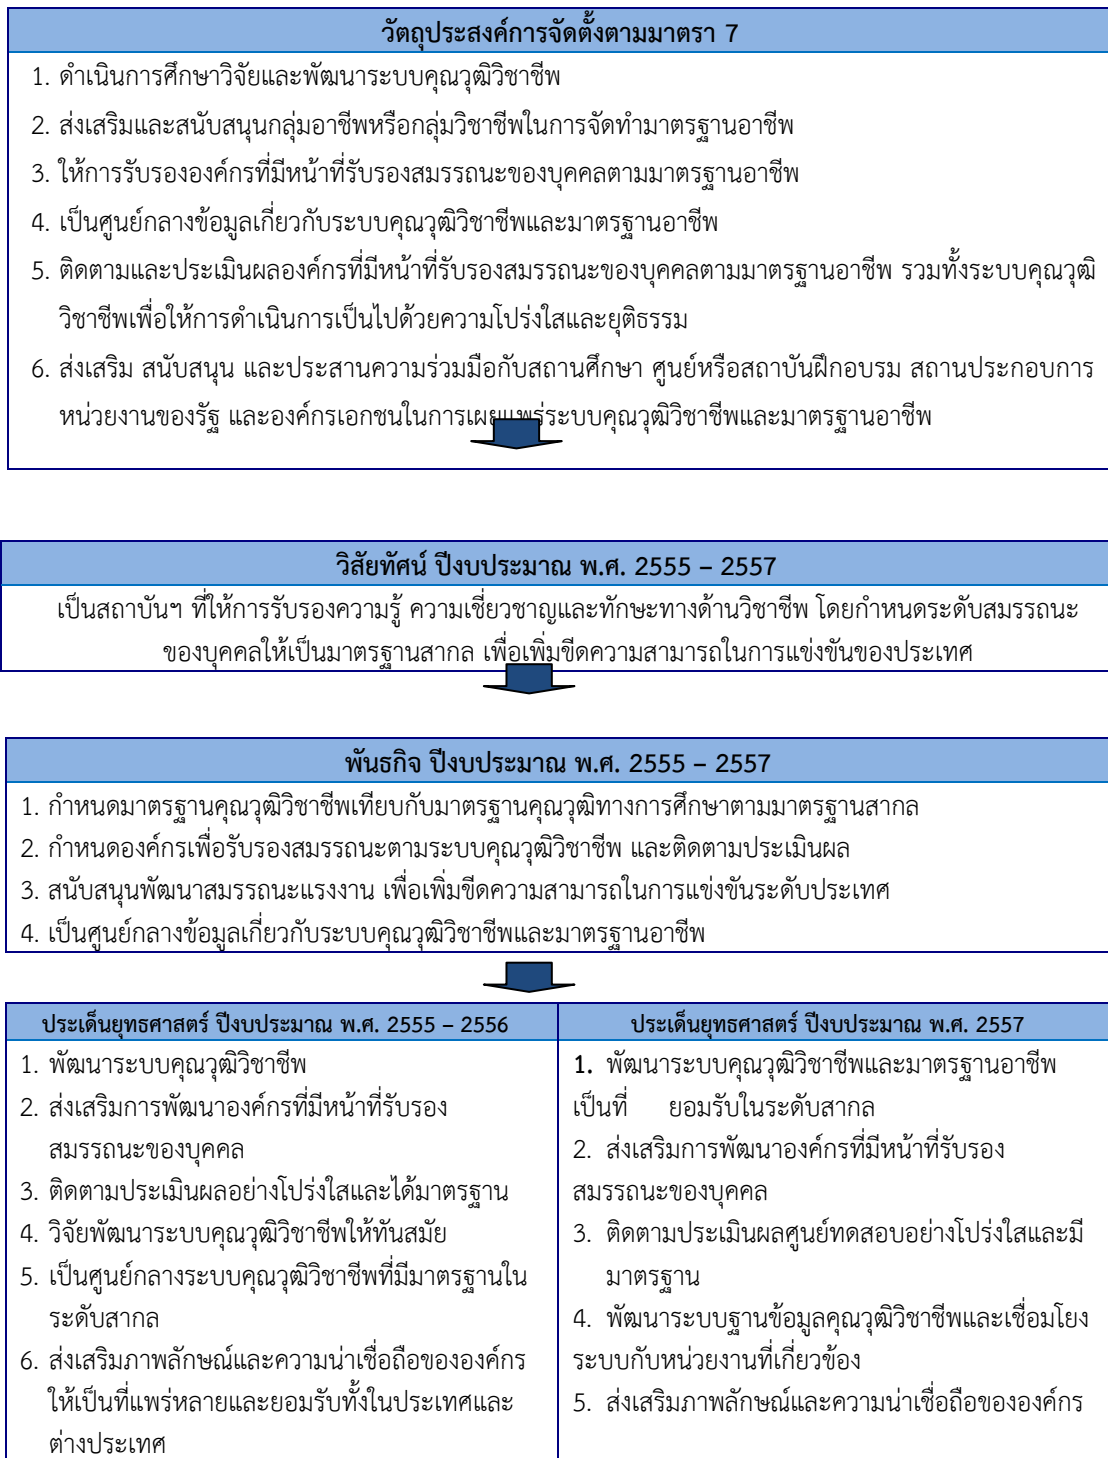 วัตถุประสงค์การจัดตั้งตามมาตรา 7
1. ดำเนินการศึกษาวิจัยและพัฒนาระบบคุณวุฒิวิชาชีพ
2. ส่งเสริมและสนับสนุนกลุ่มอาชีพหรือกลุ่มวิชาชีพในการจัดทำมาตรฐานอาชีพ
3. ให้การรับรององค์กรที่มีหน้าที่รับรองสมรรถนะของบุคคลตามมาตรฐานอาชีพ
4. เป็นศูนย์กลางข้อมูลเกี่ยวกับระบบคุณวุฒิวิชาชีพและมาตรฐานอาชีพ
5. ติดตามและประเมินผลองค์กรที่มีหน้าที่รับรองสมรรถนะของบุคคลตามมาตรฐานอาชีพ รวมทั้งระบบคุณวุฒิ
วิชาชีพเพื่อให้การดำเนินการเป็นไปด้วยความโปร่งใสและยุติธรรม
6. ส่งเสริม สนับสนุน และประสานความร่วมมือกับสถานศึกษา ศูนย์หรือสถาบันฝึกอบรม สถานประกอบการ
หน่วยงานของรัฐ และองค์กรเอกชนในการเผยแพร่ระบบคุณวุฒิวิชาชีพและมาตรฐานอาชีพ
วิสัยทัศน์ ปีงบประมาณ พ.ศ. 2555 – 2557
เป็นสถาบันฯ ที่ให้การรับรองความรู้ ความเชี่ยวชาญและทักษะทางด้านวิชาชีพ โดยกำหนดระดับสมรรถนะ
ของบุคคลให้เป็นมาตรฐานสากล เพื่อเพิ่มขีดความสามารถในการแข่งขันของประเทศ
พันธกิจ ปีงบประมาณ พ.ศ. 2555 – 2557
1. กำหนดมาตรฐานคุณวุฒิวิชาชีพเทียบกับมาตรฐานคุณวุฒิทางการศึกษาตามมาตรฐานสากล
2. กำหนดองค์กรเพื่อรับรองสมรรถนะตามระบบคุณวุฒิวิชาชีพ และติดตามประเมินผล
3. สนับสนุนพัฒนาสมรรถนะแรงงาน เพื่อเพิ่มขีดความสามารถในการแข่งขันระดับประเทศ
4. เป็นศูนย์กลางข้อมูลเกี่ยวกับระบบคุณวุฒิวิชาชีพและมาตรฐานอาชีพ
ประเด็นยุทธศาสตร์ ปีงบประมาณ พ.ศ. 2555 – 2556
1. พัฒนาระบบคุณวุฒิวิชาชีพ
2. ส่งเสริมการพัฒนาองค์กรที่มีหน้าที่รับรอง
สมรรถนะของบุคคล
3. ติดตามประเมินผลอย่างโปร่งใสและได้มาตรฐาน
4. วิจัยพัฒนาระบบคุณวุฒิวิชาชีพให้ทันสมัย
5. เป็นศูนย์กลางระบบคุณวุฒิวิชาชีพที่มีมาตรฐานใน
ระดับสากล
6. ส่งเสริมภาพลักษณ์และความน่าเชื่อถือขององค์กร
ให้เป็นที่แพร่หลายและยอมรับทั้งในประเทศและ
ต่างประเทศ
ประเด็นยุทธศาสตร์ ปีงบประมาณ พ.ศ. 2557
1. พัฒนาระบบคุณวุฒิวิชาชีพและมาตรฐานอาชีพ
เป็นที่ ยอมรับในระดับสากล
2. ส่งเสริมการพัฒนาองค์กรที่มีหน้าที่รับรอง
สมรรถนะของบุคคล
3. ติดตามประเมินผลศูนย์ทดสอบอย่างโปร่งใสและมี
มาตรฐาน
4. พัฒนาระบบฐานข้อมูลคุณวุฒิวิชาชีพและเชื่อมโยง
ระบบกับหน่วยงานที่เกี่ยวข้อง
5. ส่งเสริมภาพลักษณ์และความน่าเชื่อถือขององค์กร